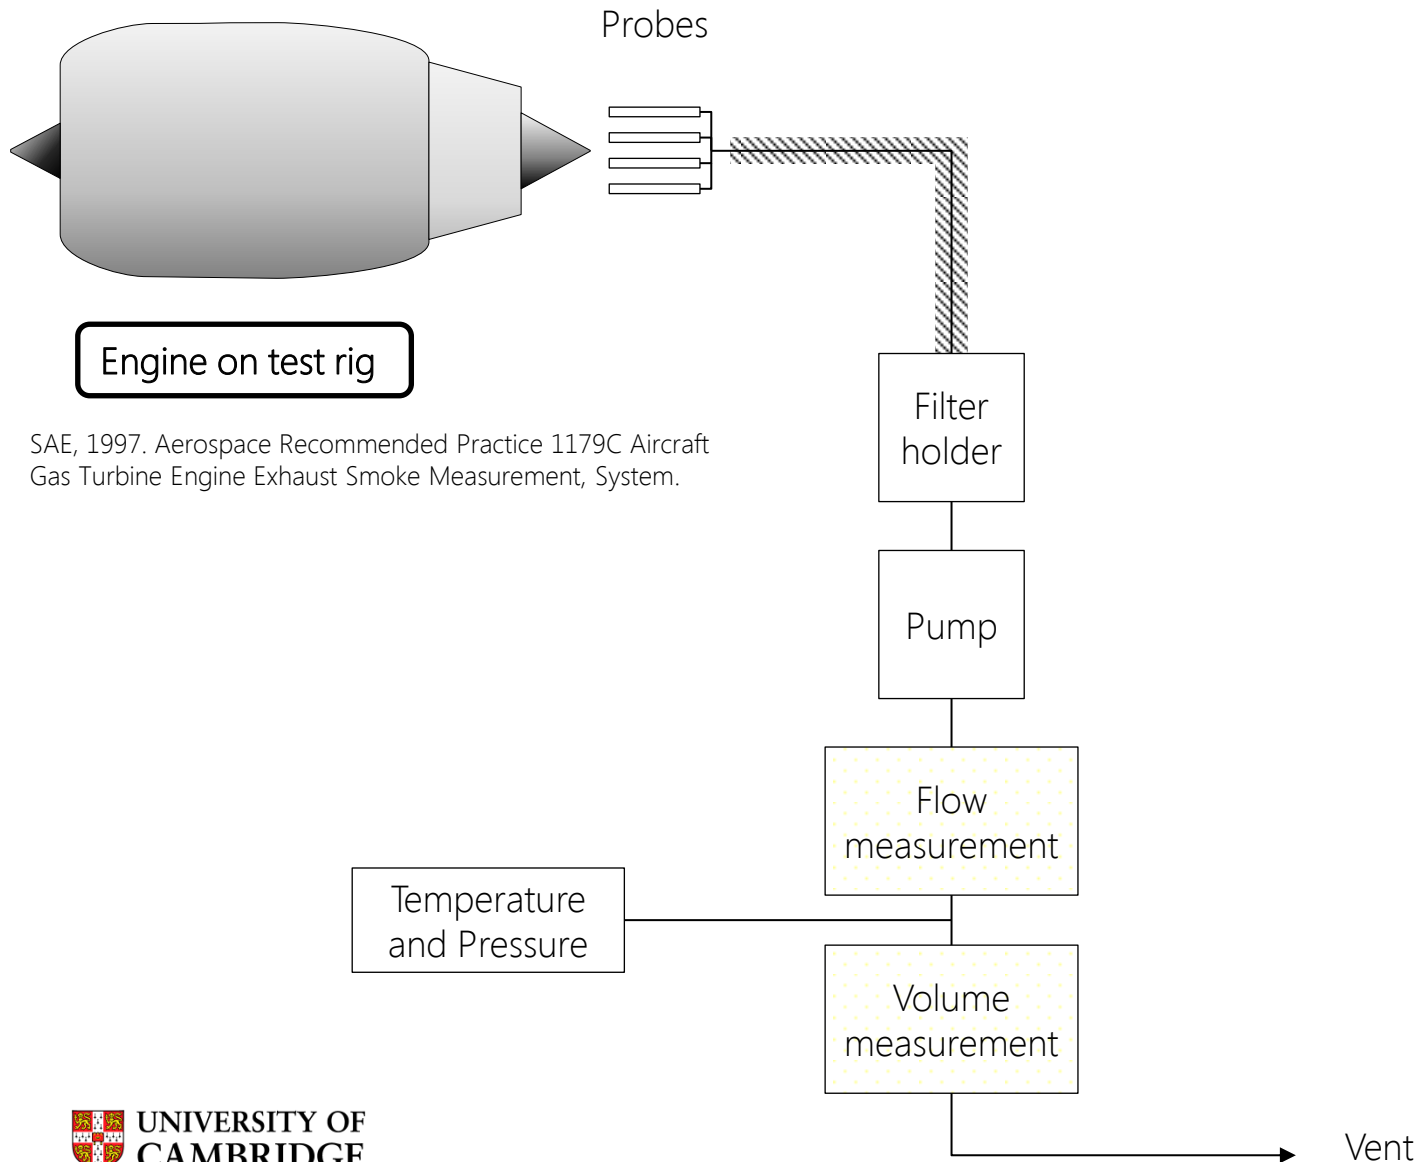 Probes
Engine on test rig
SAE, 1997. Aerospace Recommended Practice 1179C Aircraft
Gas Turbine Engine Exhaust Smoke Measurement, System.
Filter
holder
Pump
Flow
measurement
Temperature
and Pressure
Volume
measurement
Vent
UNIVERSITY OF
CAMBRIDGE